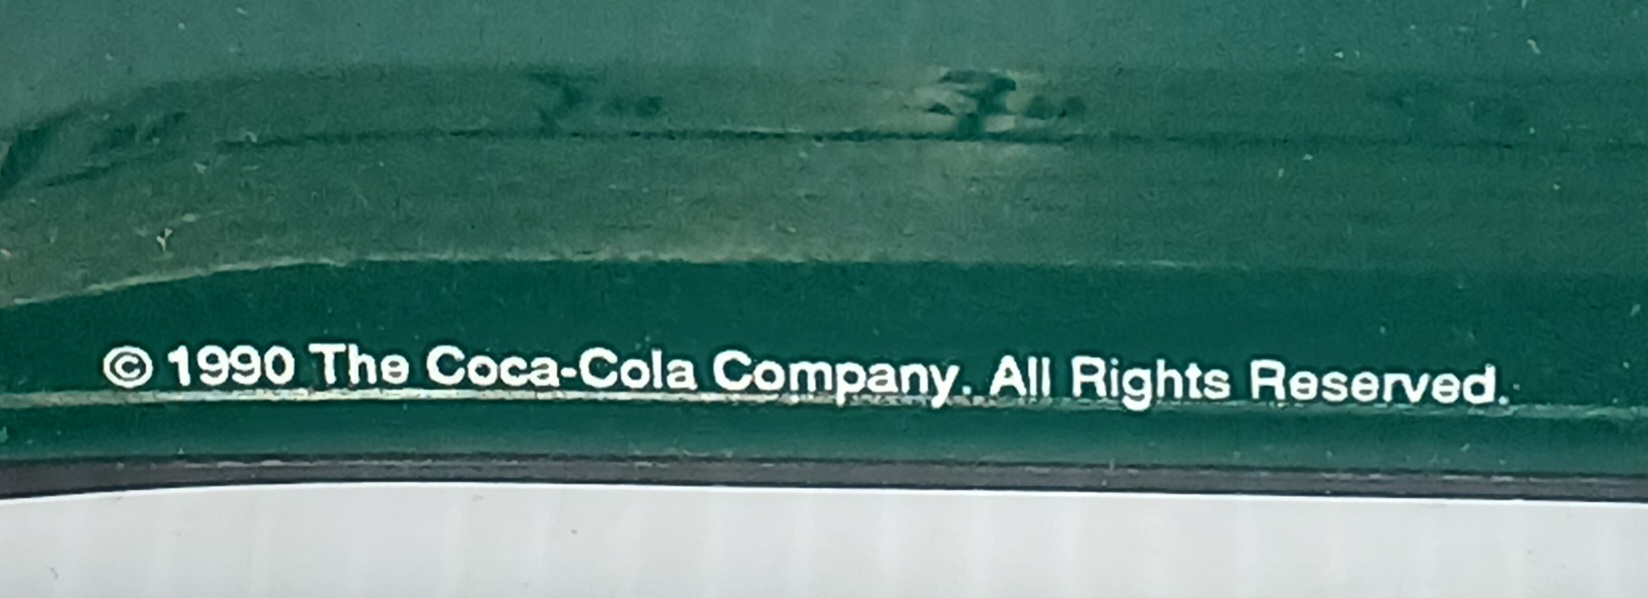 © 1990 The Coca-Cola Company. All Rights Reserved.